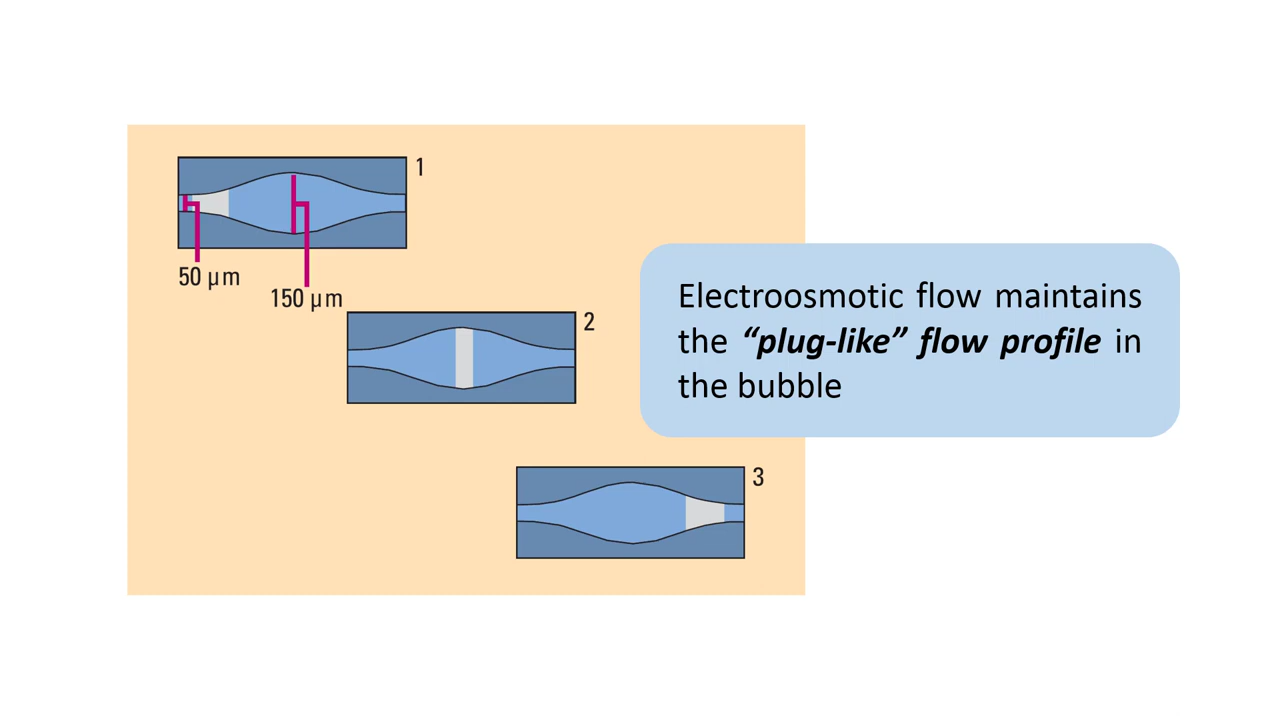 1
50 µm
150 µm
2
3
Electroosmotic flow maintains
the “plug-like” flow profile in
the bubble